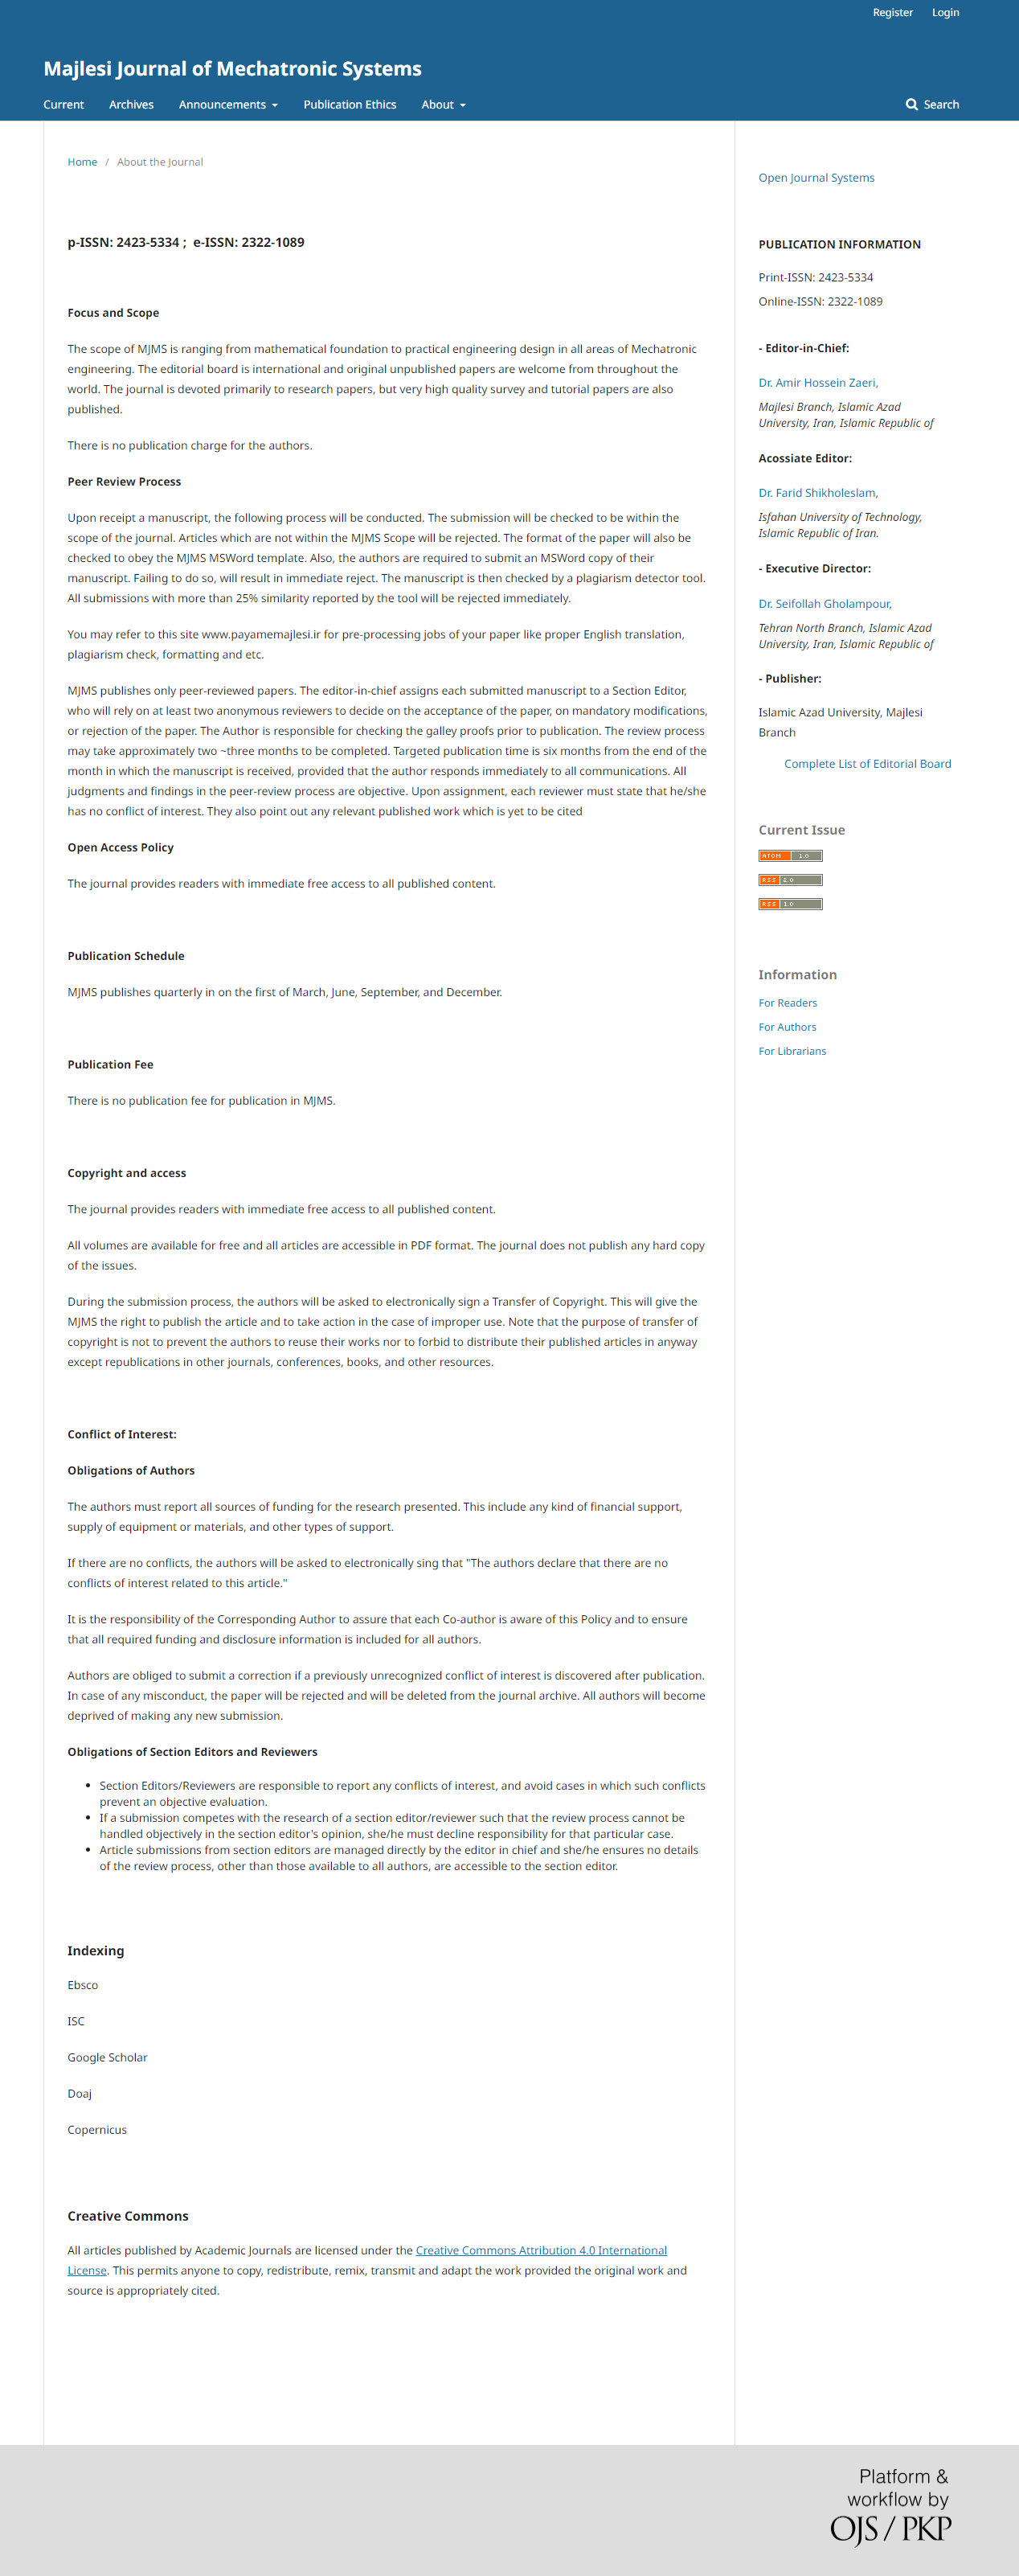 Register Login
Majlesi Journal of Mechatronic Systems
Current Archives Announcements Publication Ethics About Search
Home / About the Journal
p-ISSN: 2423-5334 ; e-ISSN: 2322-1089
Focus and Scope
The scope of MJMS is ranging from mathematical foundation to practical engineering design in all areas of Mechatronic
engineering. The editorial board is international and original unpublished papers are welcome from throughout the
world. The journal is devoted primarily to research papers, but very high quality survey and tutorial papers are also
published.
There is no publication charge for the authors.
Peer Review Process
Upon receipt a manuscript, the following process will be conducted. The submission will be checked to be within the
scope of the journal. Articles which are not within the MJMS Scope will be rejected. The format of the paper will also be
checked to obey the MJMS MSWord template. Also, the authors are required to submit an MSWord copy of their
manuscript. Failing to do so, will result in immediate reject. The manuscript is then checked by a plagiarism detector tool.
All submissions with more than 25% similarity reported by the tool will be rejected immediately.
You may refer to this site www.payamemajlesi.ir for pre-processing jobs of your paper like proper English translation,
plagiarism check, formatting and etc.
MJMS publishes only peer-reviewed papers. The editor-in-chief assigns each submitted manuscript to a Section Editor,
who will rely on at least two anonymous reviewers to decide on the acceptance of the paper, on mandatory modifications,
or rejection of the paper. The Author is responsible for checking the galley proofs prior to publication. The review process
may take approximately two ~three months to be completed. Targeted publication time is six months from the end of the
month in which the manuscript is received, provided that the author responds immediately to all communications. All
judgments and findings in the peer-review process are objective. Upon assignment, each reviewer must state that he/she
has no conflict of interest. They also point out any relevant published work which is yet to be cited
Open Access Policy
The journal provides readers with immediate free access to all published content.
Publication Schedule
MJMS publishes quarterly in on the first of March, June, September, and December.
Publication Fee
There is no publication fee for publication in MJMS.
Copyright and access
The journal provides readers with immediate free access to all published content.
All volumes are available for free and all articles are accessible in PDF format. The journal does not publish any hard copy
of the issues.
During the submission process, the authors will be asked to electronically sign a Transfer of Copyright. This will give the
MJMS the right to publish the article and to take action in the case of improper use. Note that the purpose of transfer of
copyright is not to prevent the authors to reuse their works nor to forbid to distribute their published articles in anyway
except republications in other journals, conferences, books, and other resources.
Conflict of Interest:
Obligations of Authors
The authors must report all sources of funding for the research presented. This include any kind of financial support,
supply of equipment or materials, and other types of support.
If there are no conflicts, the authors will be asked to electronically sing that "The authors declare that there are no
conflicts of interest related to this article."
It is the responsibility of the Corresponding Author to assure that each Co-author is aware of this Policy and to ensure
that all required funding and disclosure information is included for all authors.
Authors are obliged to submit a correction if a previously unrecognized conflict of interest is discovered after publication.
In case of any misconduct, the paper will be rejected and will be deleted from the journal archive. All authors will become
deprived of making any new submission.
Obligations of Section Editors and Reviewers
• Section Editors/Reviewers are responsible to report any conflicts of interest, and avoid cases in which such conflicts
prevent an objective evaluation.
• If a submission competes with the research of a section editor/reviewer such that the review process cannot be
handled objectively in the section editor's opinion, she/he must decline responsibility for that particular case.
• Article submissions from section editors are managed directly by the editor in chief and she/he ensures no details
of the review process, other than those available to all authors, are accessible to the section editor.
Indexing
Ebsco
ISC
Google Scholar
Doaj
Copernicus
Creative Commons
All articles published by Academic Journals are licensed under the Creative Commons Attribution 4.0 International
License. This permits anyone to copy, redistribute, remix, transmit and adapt the work provided the original work and
source is appropriately cited.
Open Journal Systems
PUBLICATION INFORMATION
Print-ISSN: 2423-5334
Online-ISSN: 2322-1089
- Editor-in-Chief:
Dr. Amir Hossein Zaeri,
Majlesi Branch, Islamic Azad
University, Iran, Islamic Republic of
Acossiate Editor:
Dr. Farid Shikholeslam,
Isfahan University of Technology,
Islamic Republic of Iran.
- Executive Director:
Dr. Seifollah Gholampour,
Tehran North Branch, Islamic Azad
University, Iran, Islamic Republic of
- Publisher:
Islamic Azad University, Majlesi
Branch
Complete List of Editorial Board
Current Issue
ATOM 1.0
RSS 2.0
RSS 1.0
Information
For Readers
For Authors
For Librarians
Platform &
workflow by
OJS / PKP